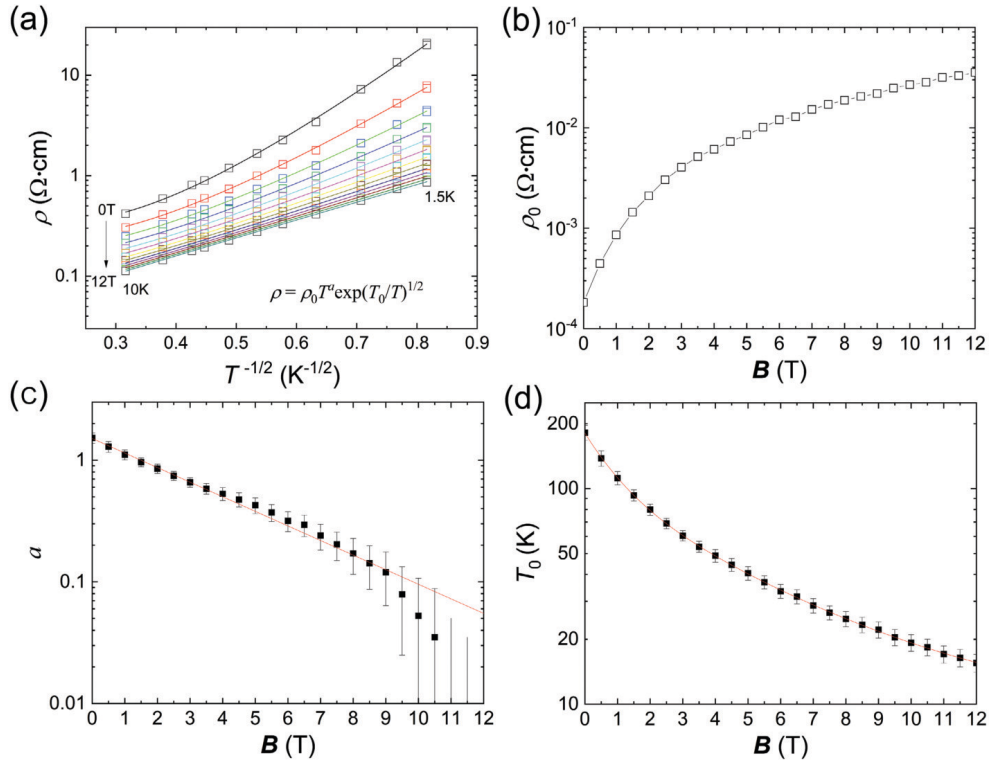 (a)
10
1
0.1
ρ (Ω·cm)
0T
12T
10K
1.5K
ρ = ρ₀Tᵃexp(T₀/T)¹/²
0.3 0.4 0.5 0.6 0.7 0.8 0.9
T⁻¹/² (K⁻¹/²)
(b)
10⁻¹
10⁻²
10⁻³
10⁻⁴
ρ₀ (Ω·cm)
0 1 2 3 4 5 6 7 8 9 10 11 12
B (T)
(c)
1
0.1
0.01
a
0 1 2 3 4 5 6 7 8 9 10 11 12
B (T)
(d)
200
100
50
20
10
T₀ (K)
0 1 2 3 4 5 6 7 8 9 10 11 12
B (T)